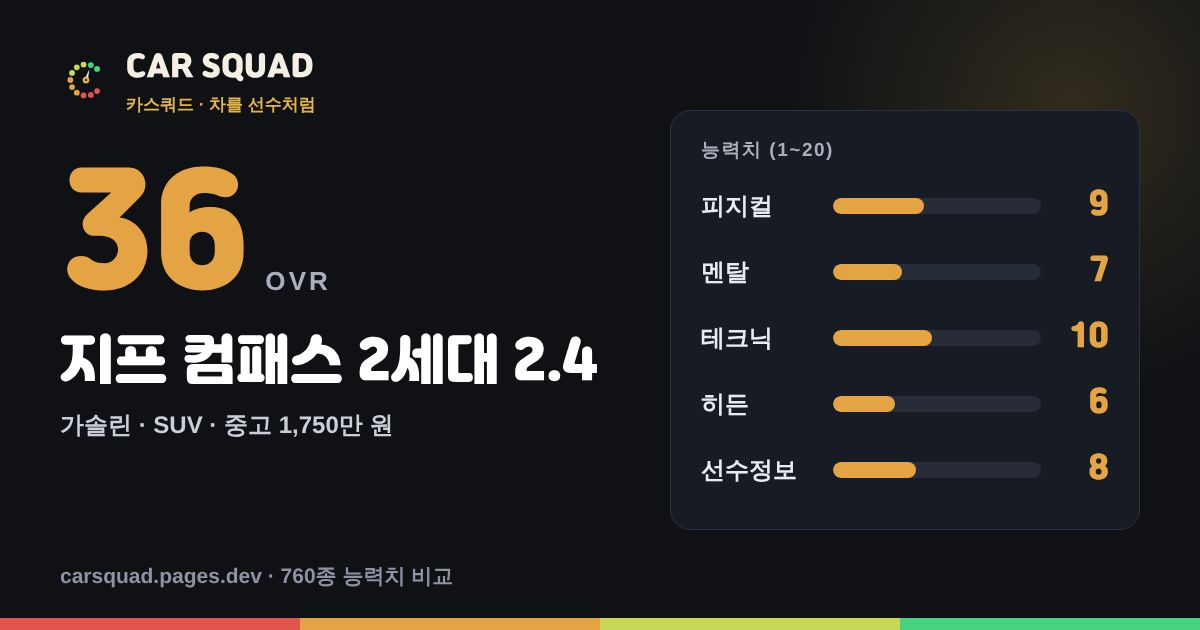 CAR SQUAD
카스쿼드 · 차를 선수처럼
36 OVR
지프 컴패스 2세대 2.4
가솔린 · SUV · 중고 1,750만 원
능력치 (1~20)
피지컬 9
멘탈 7
테크닉 10
히든 6
선수정보 8
carsquad.pages.dev · 760종 능력치 비교